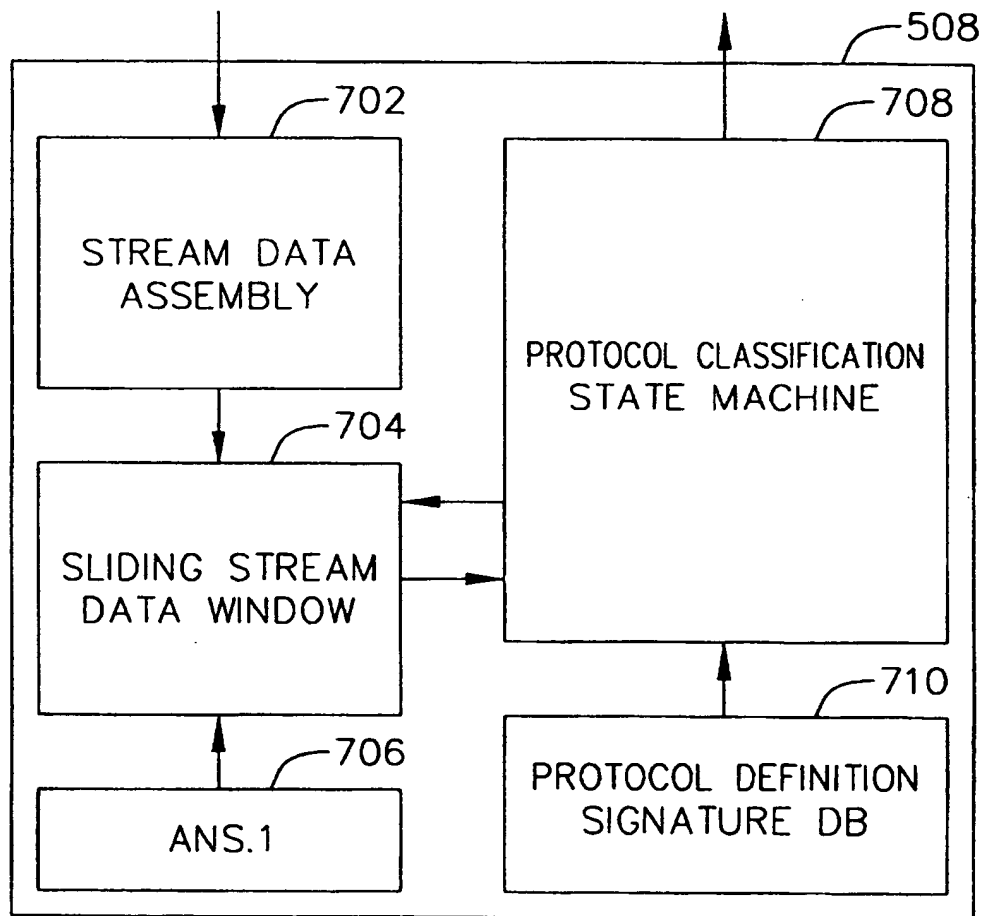 508
702
STREAM DATA
ASSEMBLY
708
PROTOCOL CLASSIFICATION
STATE MACHINE
704
SLIDING STREAM
DATA WINDOW
706
ANS.1
710
PROTOCOL DEFINITION
SIGNATURE DB